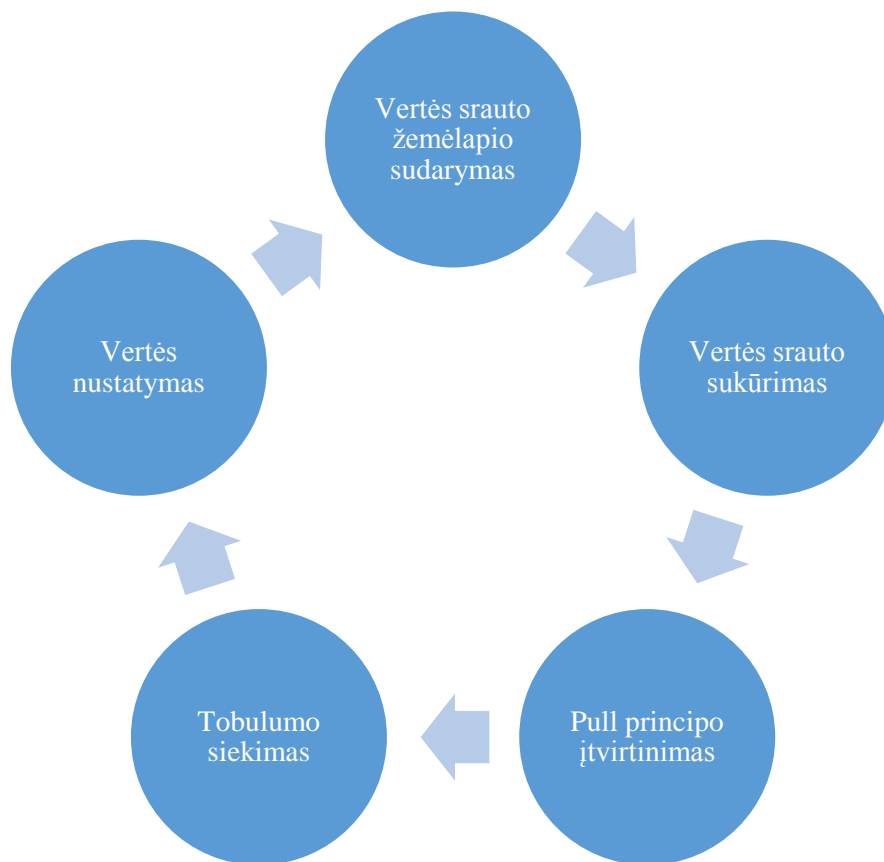 Vertės srauto
žemėlapio
sudarymas
Vertės srauto
sukūrimas
Pull principo
įtvirtinimas
Tobulumo
siekimas
Vertės
nustatymas